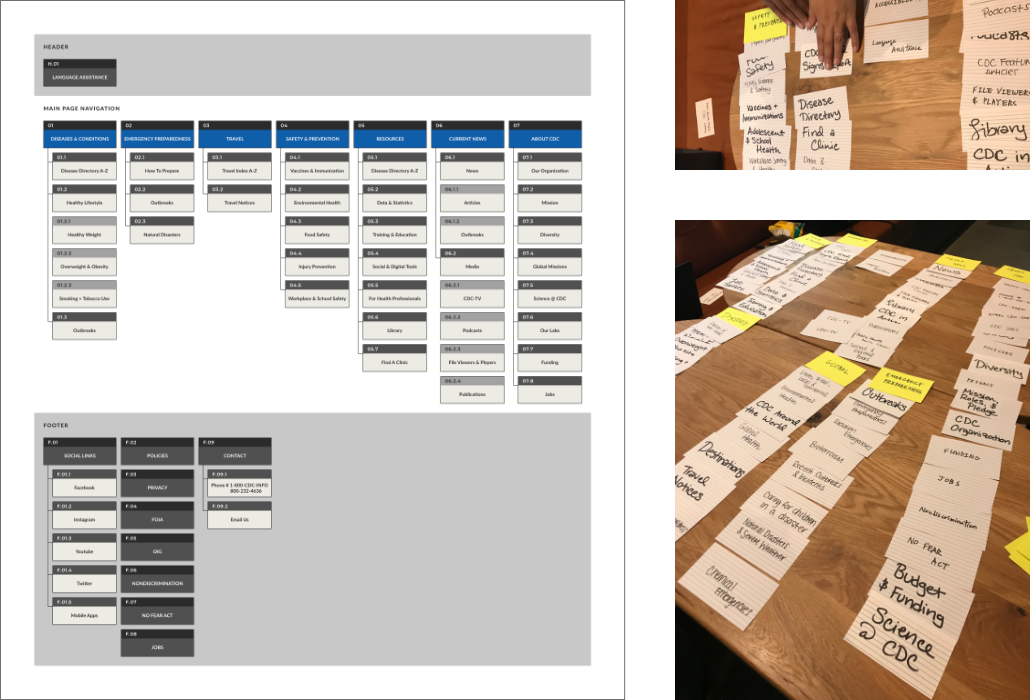 HEADER
H.01
LANGUAGE ASSISTANCE
MAIN PAGE NAVIGATION
01
DISEASES & CONDITIONS
01.1
Disease Directory A-Z
01.2
Healthy Lifestyle
01.2.1
Healthy Weight
01.2.2
Overweight & Obesity
01.2.3
Smoking + Tobacco Use
01.3
Outbreaks
02
EMERGENCY PREPAREDNESS
02.1
How To Prepare
02.2
Outbreaks
02.3
Natural Disasters
03
TRAVEL
03.1
Travel Index A-Z
03.2
Travel Notices
04
SAFETY & PREVENTION
04.1
Vaccines & Immunization
04.2
Environmental Health
04.3
Food Safety
04.4
Injury Prevention
04.5
Workplace & School Safety
05
RESOURCES
05.1
Disease Directory A-Z
05.2
Data & Statistics
05.3
Training & Education
05.4
Social & Digital Tools
05.5
For Health Professionals
05.6
Library
05.7
Find A Clinic
06
CURRENT NEWS
06.1
News
06.1.1
Articles
06.1.2
Outbreaks
06.2
Media
06.2.1
CDC-TV
06.2.2
Podcasts
06.2.3
File Viewers & Players
06.2.4
Publications
07
ABOUT CDC
07.1
Our Organization
07.2
Mission
07.3
Diversity
07.4
Global Missions
07.5
Science @ CDC
07.6
Our Labs
07.7
Funding
07.8
Jobs
FOOTER
F.01
SOCIAL LINKS
F.01.1
Facebook
F.01.2
Instagram
F.01.3
Youtube
F.01.4
Twitter
F.01.5
Mobile Apps
F.02
POLICIES
F.03
PRIVACY
F.04
FOIA
F.05
OIG
F.06
NONDISCRIMINATION
F.07
NO FEAR ACT
F.08
JOBS
F.09
CONTACT
F.09.1
Phone # 1-800-CDC-INFO
800-232-4636
F.09.2
Email Us
Safety
Vaccines +
Immunizations
Adolescent
& School
Health
Workplace Safety
CDC
Disease
Directory
Find a
Clinic
Data &
Language
Assistance
Podcasts
CDC Feature
Articles
FILE VIEWERS
& PLAYERS
Library
CDC in
News
CDC in
CDC-TV
CDC-TV
Diversity
Mission,
Roles, &
Pledge
CDC
Organization
FUNDING
JOBS
Nondiscrimination
NO FEAR
ACT
Budget
& Funding
Science
@ CDC
GLOBAL
CDC Around
the World
Global
Health
Destinations
Travel
Notices
EMERGENCY
PREPAREDNESS
Outbreaks
Bioterrorism
Recent Outbreaks
& Incidents
Caring for children
in a disaster
Natural Disasters
& Severe Weather
Chemical
emergencies